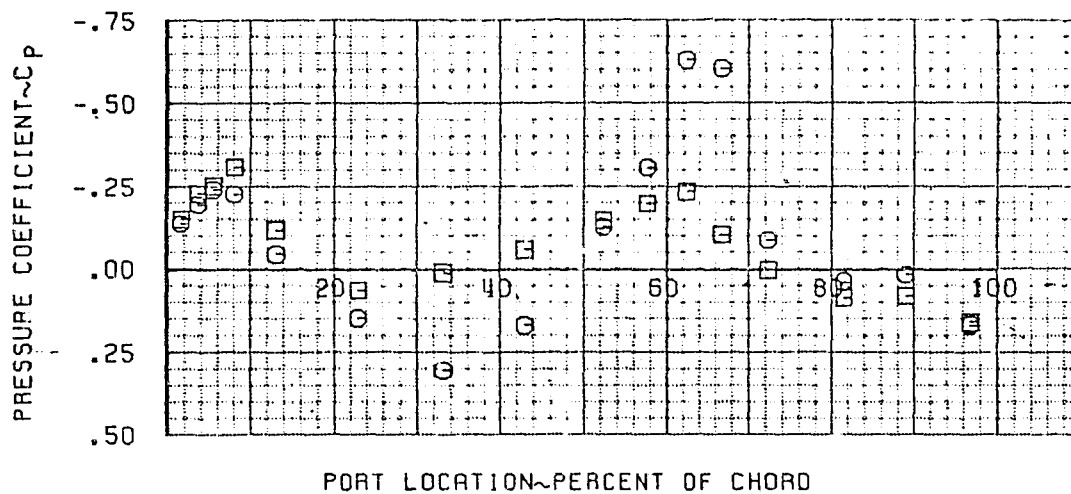 PRESSURE COEFFICIENT~Cp
-.75
-.50
-.25
.00
.25
.50
20 40 60 80 100
PORT LOCATION~PERCENT OF CHORD